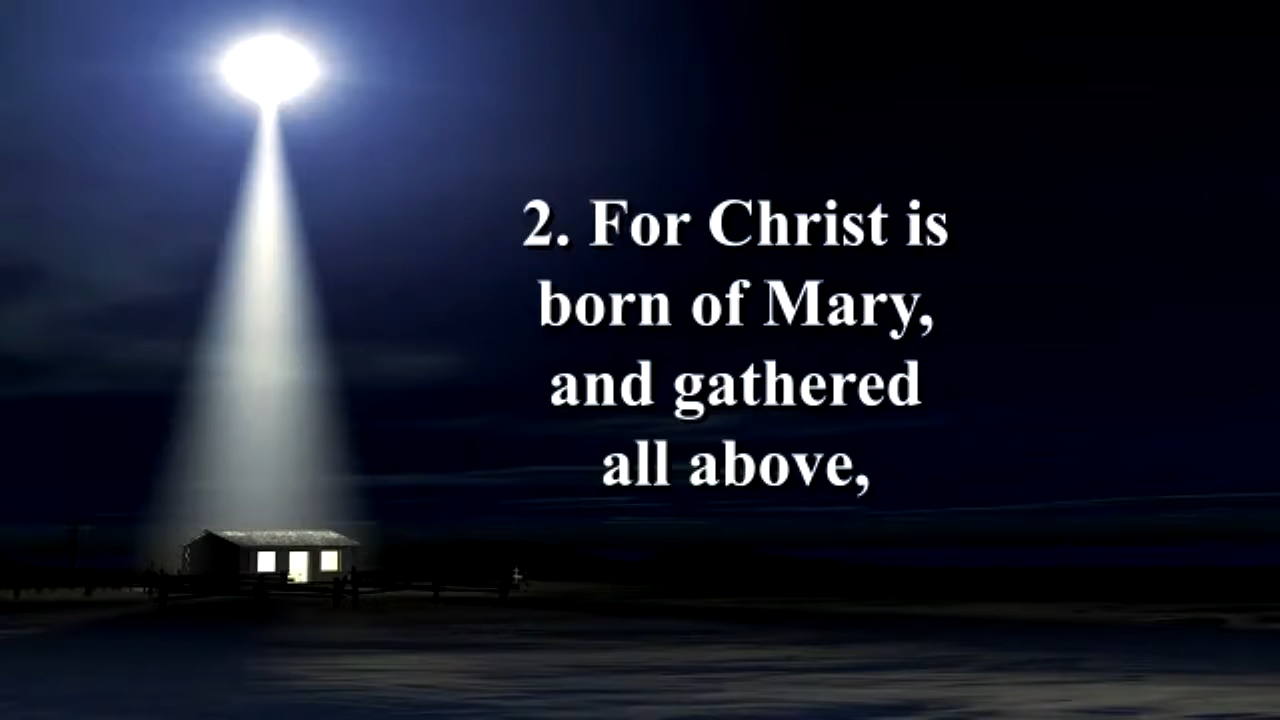 2. For Christ is
born of Mary,
and gathered
all above,